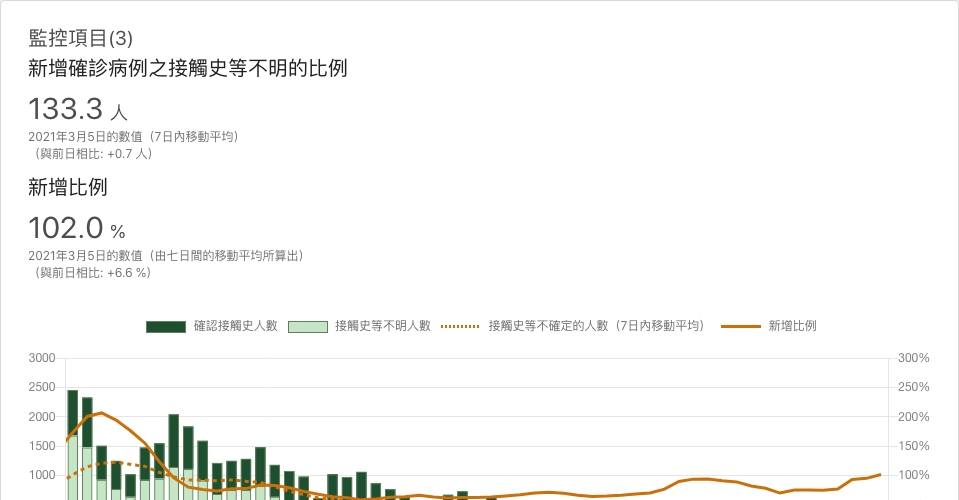 監控項目(3)
新增確診病例之接觸史等不明的比例
133.3 人
2021年3月5日的數值（7日內移動平均）
（與前日相比: +0.7 人）
新增比例
102.0 %
2021年3月5日的數值（由七日間的移動平均所算出）
（與前日相比: +6.6 %）
確認接觸史人數 接觸史等不明人數 接觸史等不確定的人數（7日內移動平均） 新增比例
3000 300%
2500 250%
2000 200%
1500 150%
1000 100%